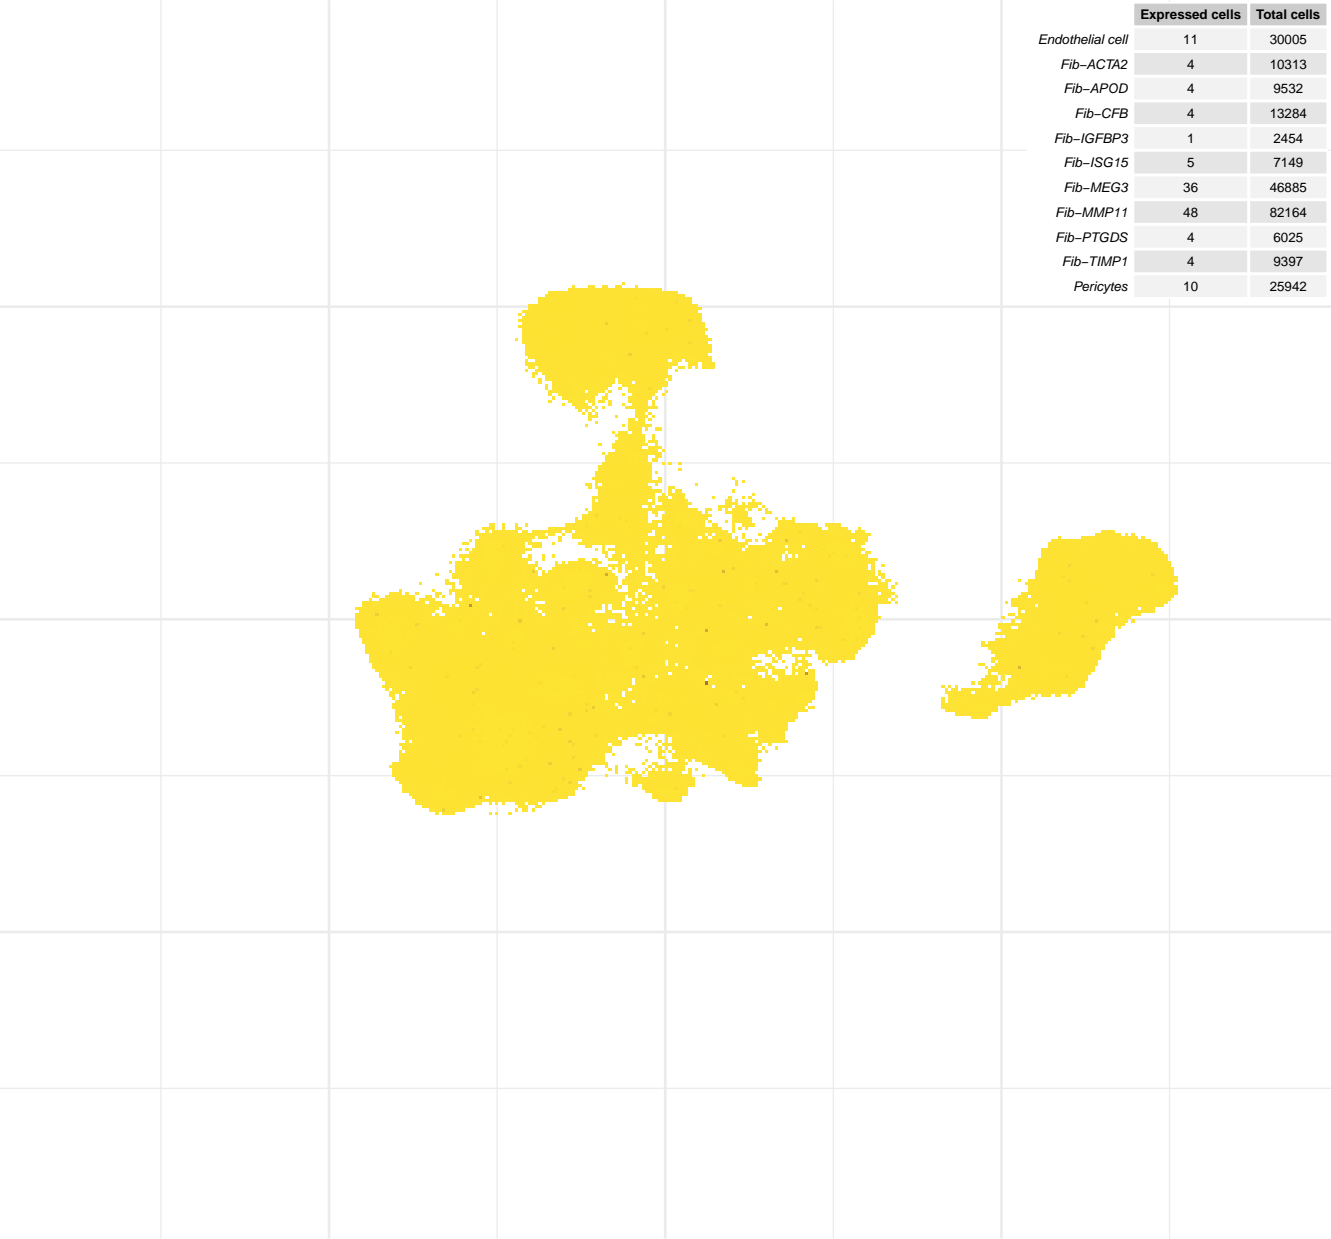 Expressed cells Total cells
Endothelial cell 11 30005
Fib−ACTA2 4 10313
Fib−APOD 4 9532
Fib−CFB 4 13284
Fib−IGFBP3 1 2454
Fib−ISG15 5 7149
Fib−MEG3 36 46885
Fib−MMP11 48 82164
Fib−PTGDS 4 6025
Fib−TIMP1 4 9397
Pericytes 10 25942